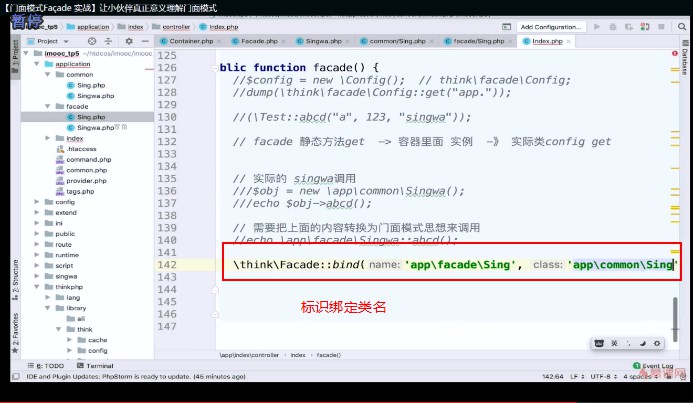 【门面模式Façade 实战】让小伙伴真正意义理解门面模式
暂停
oc_tp5 application index controller Index.php
Add Configuration...
Project
Container.php Facade.php Singwa.php common/Sing.php facade/Sing.php Index.php
1: Project
Database
imooc_tp5 ~/htdocs/imooc/imooc_
application
common
Sing.php
Singwa.php
facade
Sing.php
Singwa.php
index
.htaccess
command.php
common.php
provider.php
tags.php
config
extend
ini
public
route
runtime
script
singwa
thinkphp
lang
library
all
think
cache
config
2: Structure
2: Favorites
125
126 blic function facade() {
127 //$config = new \Config(); // think\facade\Config;
128 //dump(\think\facade\Config::get("app."));
129
130 //(\Test::abcd("a", 123, "singwa"));
131
132 // facade 静态方法get -> 容器里面 实例 -》 实际类config get
133
134
135 // 实际的 singwa调用
136 ///$obj = new \app\common\Singwa();
137 ///echo $obj->abcd();
138
139 // 需要把上面的内容转换为门面模式思想来调用
140 //echo \app\facade\Singwa::abcd();
141
142 \think\Facade::bind( name: 'app\facade\Sing', class: 'app\common\Sing'
143
144
145
146
147
标识绑定类名
英
\app\index\controller Index facade()
6: TODO Terminal
1 Event Log
IDE and Plugin Updates: PhpStorm is ready to update. (45 minutes ago)
142:64 LF UTF-8 4 spaces